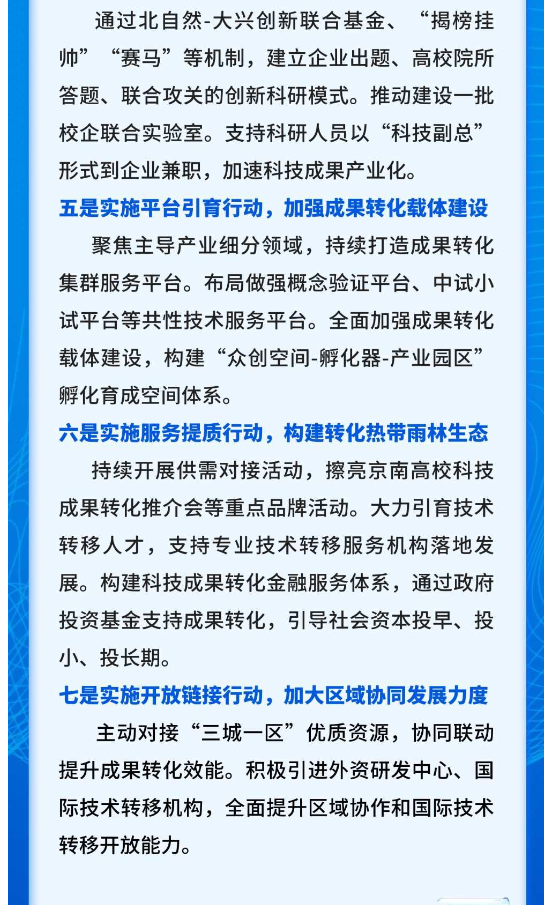 通过北自然-大兴创新联合基金、“揭榜挂
帅”“赛马”等机制，建立企业出题、高校院所
答题、联合攻关的创新科研模式。推动建设一批
校企联合实验室。支持科研人员以“科技副总”
形式到企业兼职，加速科技成果产业化。
五是实施平台引育行动，加强成果转化载体建设
聚焦主导产业细分领域，持续打造成果转化
集群服务平台。布局做强概念验证平台、中试小
试平台等共性技术服务平台。全面加强成果转化
载体建设，构建“众创空间-孵化器-产业园区”
孵化育成空间体系。
六是实施服务提质行动，构建转化热带雨林生态
持续开展供需对接活动，擦亮京南高校科技
成果转化推介会等重点品牌活动。大力引育技术
转移人才，支持专业技术转移服务机构落地发
展。构建科技成果转化金融服务体系，通过政府
投资基金支持成果转化，引导社会资本投早、投
小、投长期。
七是实施开放链接行动，加大区域协同发展力度
主动对接“三城一区”优质资源，协同联动
提升成果转化效能。积极引进外资研发中心、国
际技术转移机构，全面提升区域协作和国际技术
转移开放能力。